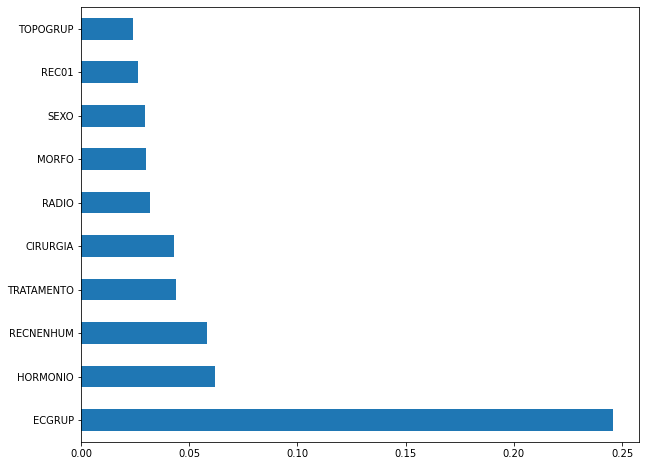 TOPOGRUP
REC01
SEXO
MORFO
RADIO
CIRURGIA
TRATAMENTO
RECNENHUM
HORMONIO
ECGRUP
0.00 0.05 0.10 0.15 0.20 0.25